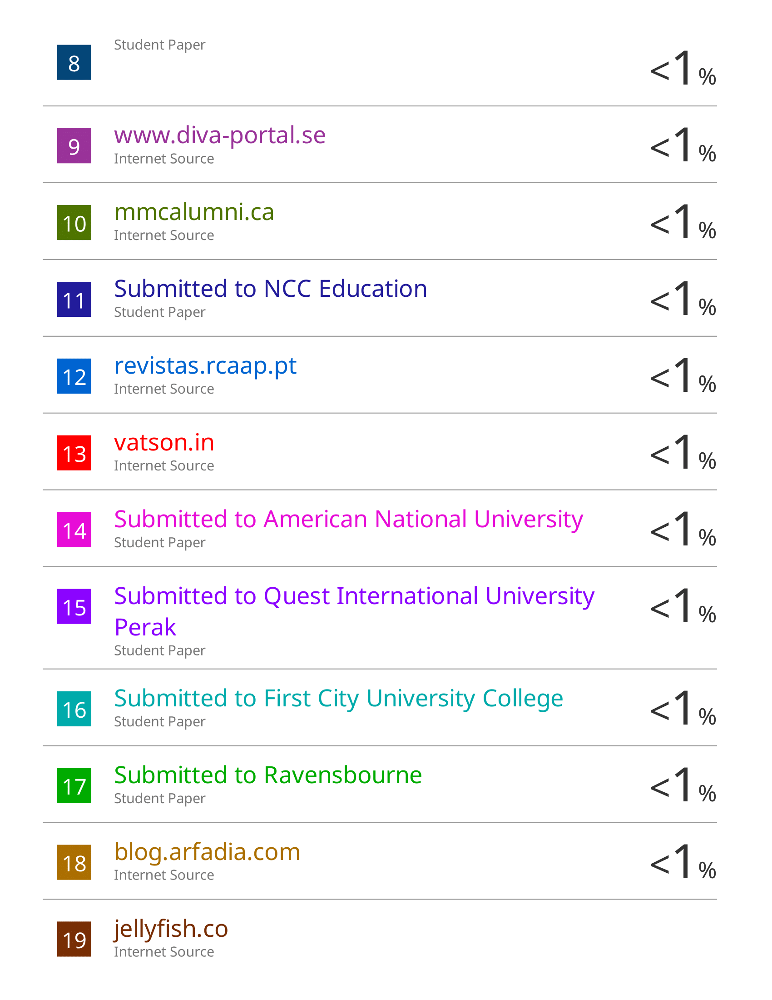 8
Student Paper
<1%
9
www.diva-portal.se
Internet Source
<1%
10
mmcalumni.ca
Internet Source
<1%
11
Submitted to NCC Education
Student Paper
<1%
12
revistas.rcaap.pt
Internet Source
<1%
13
vatson.in
Internet Source
<1%
14
Submitted to American National University
Student Paper
<1%
15
Submitted to Quest International University
Perak
Student Paper
<1%
16
Submitted to First City University College
Student Paper
<1%
17
Submitted to Ravensbourne
Student Paper
<1%
18
blog.arfadia.com
Internet Source
<1%
19
jellyfish.co
Internet Source